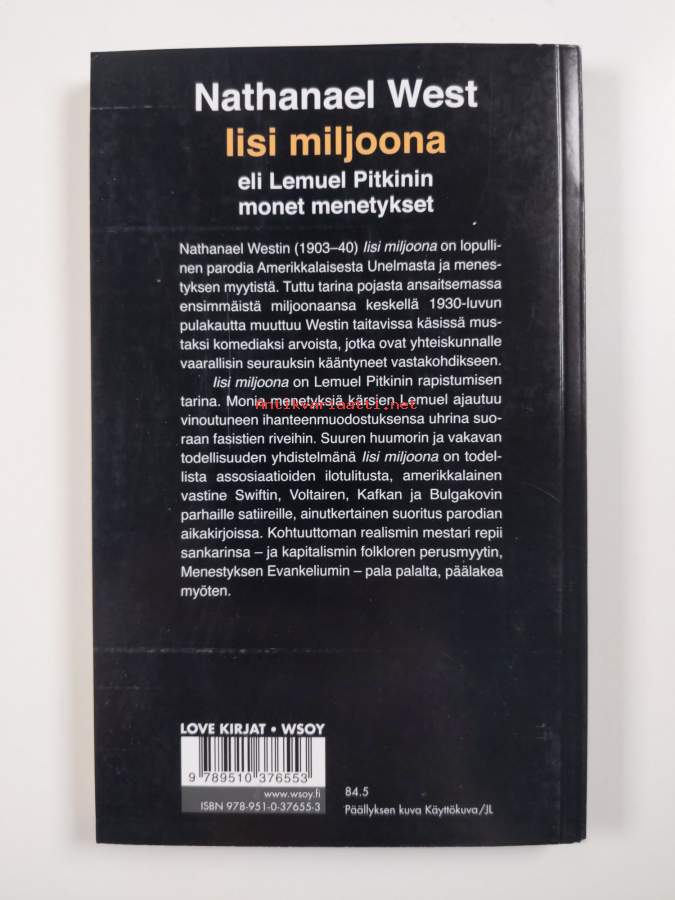 Nathanael West
Iisi miljoona
eli Lemuel Pitkinin
monet menetykset
Nathanael Westin (1903–40) Iisi miljoona on lopulli-
nen parodia Amerikkalaisesta Unelmasta ja menes-
tyksen myytistä. Tuttu tarina pojasta ansaitsemassa
ensimmäistä miljoonaansa keskellä 1930-luvun
pulakautta muuttuu Westin taitavissa käsissä mus-
taksi komediaksi arvoista, jotka ovat yhteiskunnalle
vaarallisin seurauksin kääntyneet vastakohdikseen.
Iisi miljoona on Lemuel Pitkinin rapistumisen
tarina. Monia menetyksiä kärsien Lemuel ajautuu
Antikvariaatti.net
vinoutuneen ihanteenmuodostuksensa uhrina suo-
raan fasistien riveihin. Suuren huumorin ja vakavan
todellisuuden yhdistelmänä Iisi miljoona on todel-
lista assosiaatioiden ilotulitusta, amerikkalainen
vastine Swiftin, Voltairen, Kafkan ja Bulgakovin
parhaille satiireille, ainutkertainen suoritus parodian
aikakirjoissa. Kohtuuttoman realismin mestari repii
sankarinsa – ja kapitalismin folkloren perusmyytin,
Menestyksen Evankeliumin – pala palalta, päälakea
myöten.
LOVE KIRJAT • WSOY
9 789510 376553
www.wsoy.fi
ISBN 978-951-0-37655-3
84.5
Päällyksen kuva Käyttökuva/JL